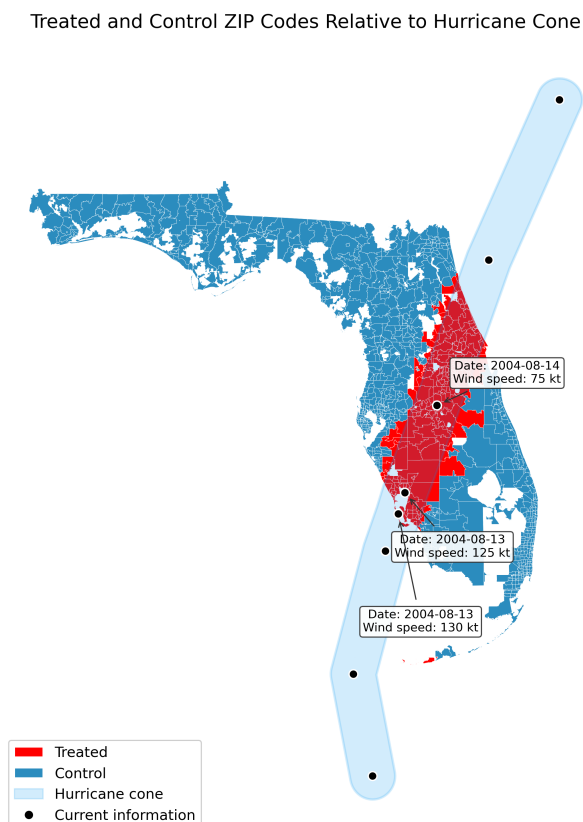 Treated and Control ZIP Codes Relative to Hurricane Cone
Date: 2004-08-14
Wind speed: 75 kt
Date: 2004-08-13
Wind speed: 125 kt
Date: 2004-08-13
Wind speed: 130 kt
Treated
Control
Hurricane cone
Current information